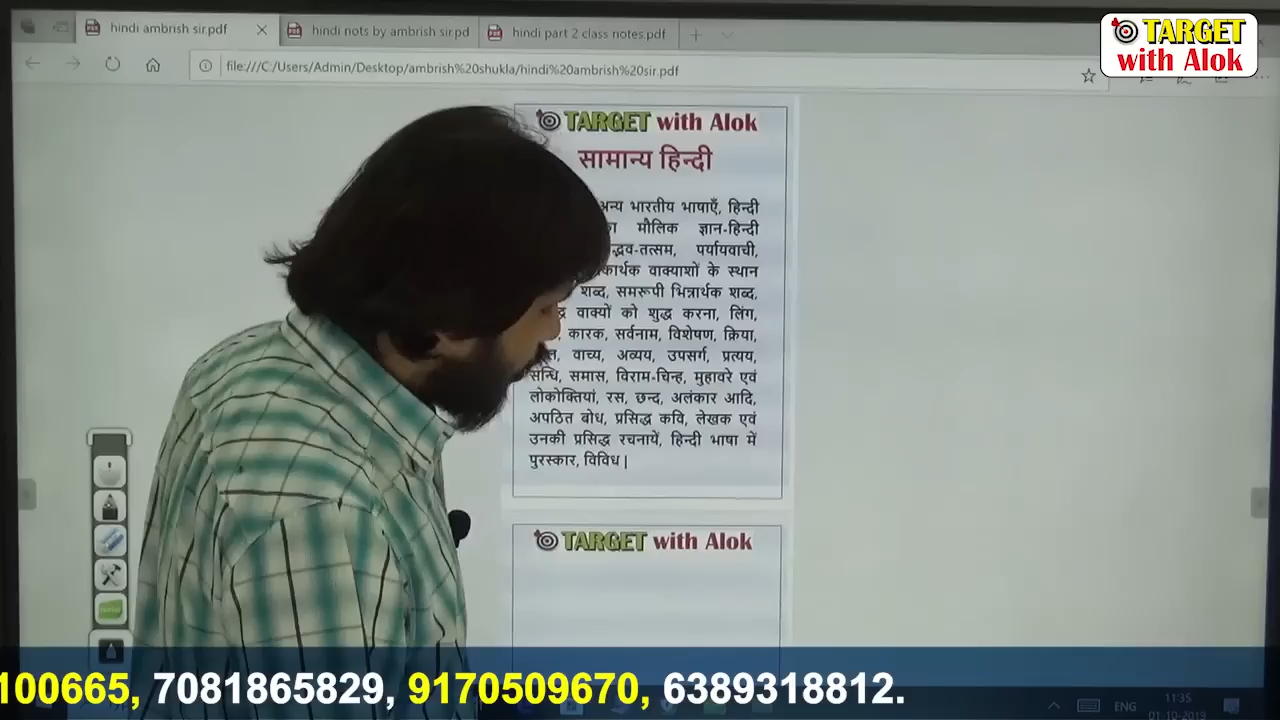 hindi ambrish sir.pdf
hindi nots by ambrish sir.pd
hindi part 2 class notes.pdf
TARGET
with Alok
file:///C:/Users/Admin/Desktop/ambrish%20shukla/hindi%20ambrish%20sir.pdf
TARGET with Alok
सामान्य हिन्दी
अन्य भारतीय भाषाएँ, हिन्दी
मौलिक ज्ञान-हिन्दी
पर्यायवाची,
वाक्याशों के स्थान
शब्द, समरूपी भिन्नार्थक शब्द,
वाक्यों को शुद्ध करना, लिंग,
कारक, सर्वनाम, विशेषण, क्रिया,
वाच्य, अव्यय, उपसर्ग, प्रत्यय,
सन्धि, समास, विराम-चिन्ह, मुहावरे एवं
लोकोक्तियां, रस, छन्द, अलंकार आदि,
अपठित बोध, प्रसिद्ध कवि, लेखक एवं
उनकी प्रसिद्ध रचनायें, हिन्दी भाषा में
पुरस्कार, विविध |
TARGET with Alok
100665, 7081865829, 9170509670, 6389318812.
ENG
11:35
01-10-2019